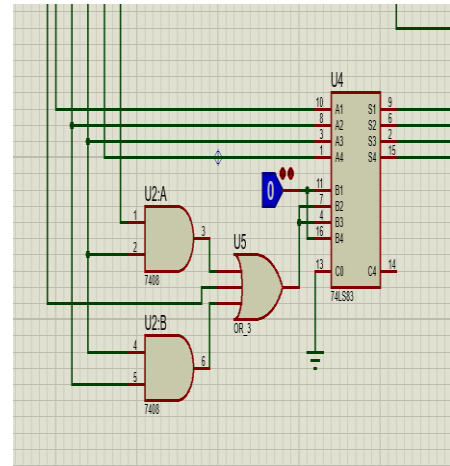 U4
10 A1 S1 9
8 A2 S2 6
3 A3 S3 2
1 A4 S4 15
0
11 B1
7 B2
4 B3
16 B4
13 C0 C4 14
74LS83
U2:A
1
2
3
7408
U5
OR_3
U2:B
4
5
6
7408